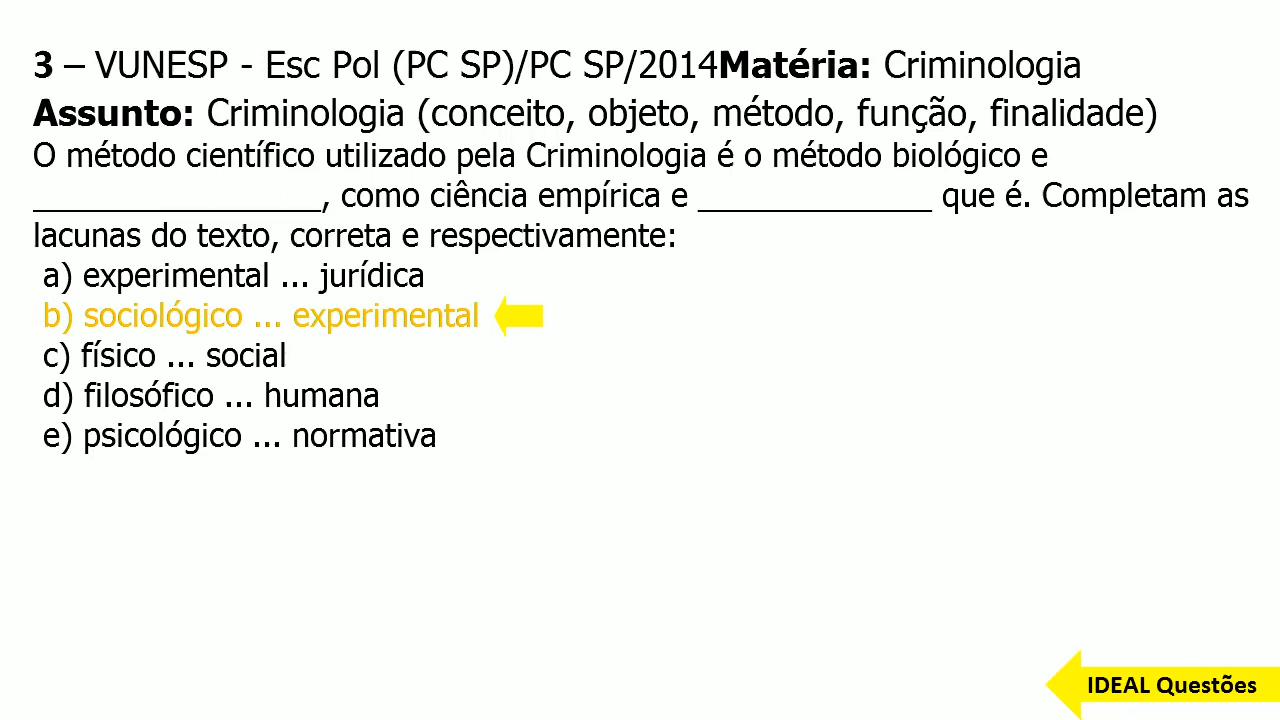 3 – VUNESP - Esc Pol (PC SP)/PC SP/2014Matéria: Criminologia
Assunto: Criminologia (conceito, objeto, método, função, finalidade)
O método científico utilizado pela Criminologia é o método biológico e
_________________, como ciência empírica e ______________ que é. Completam as
lacunas do texto, correta e respectivamente:
a) experimental ... jurídica
b) sociológico ... experimental
c) físico ... social
d) filosófico ... humana
e) psicológico ... normativa
IDEAL Questões